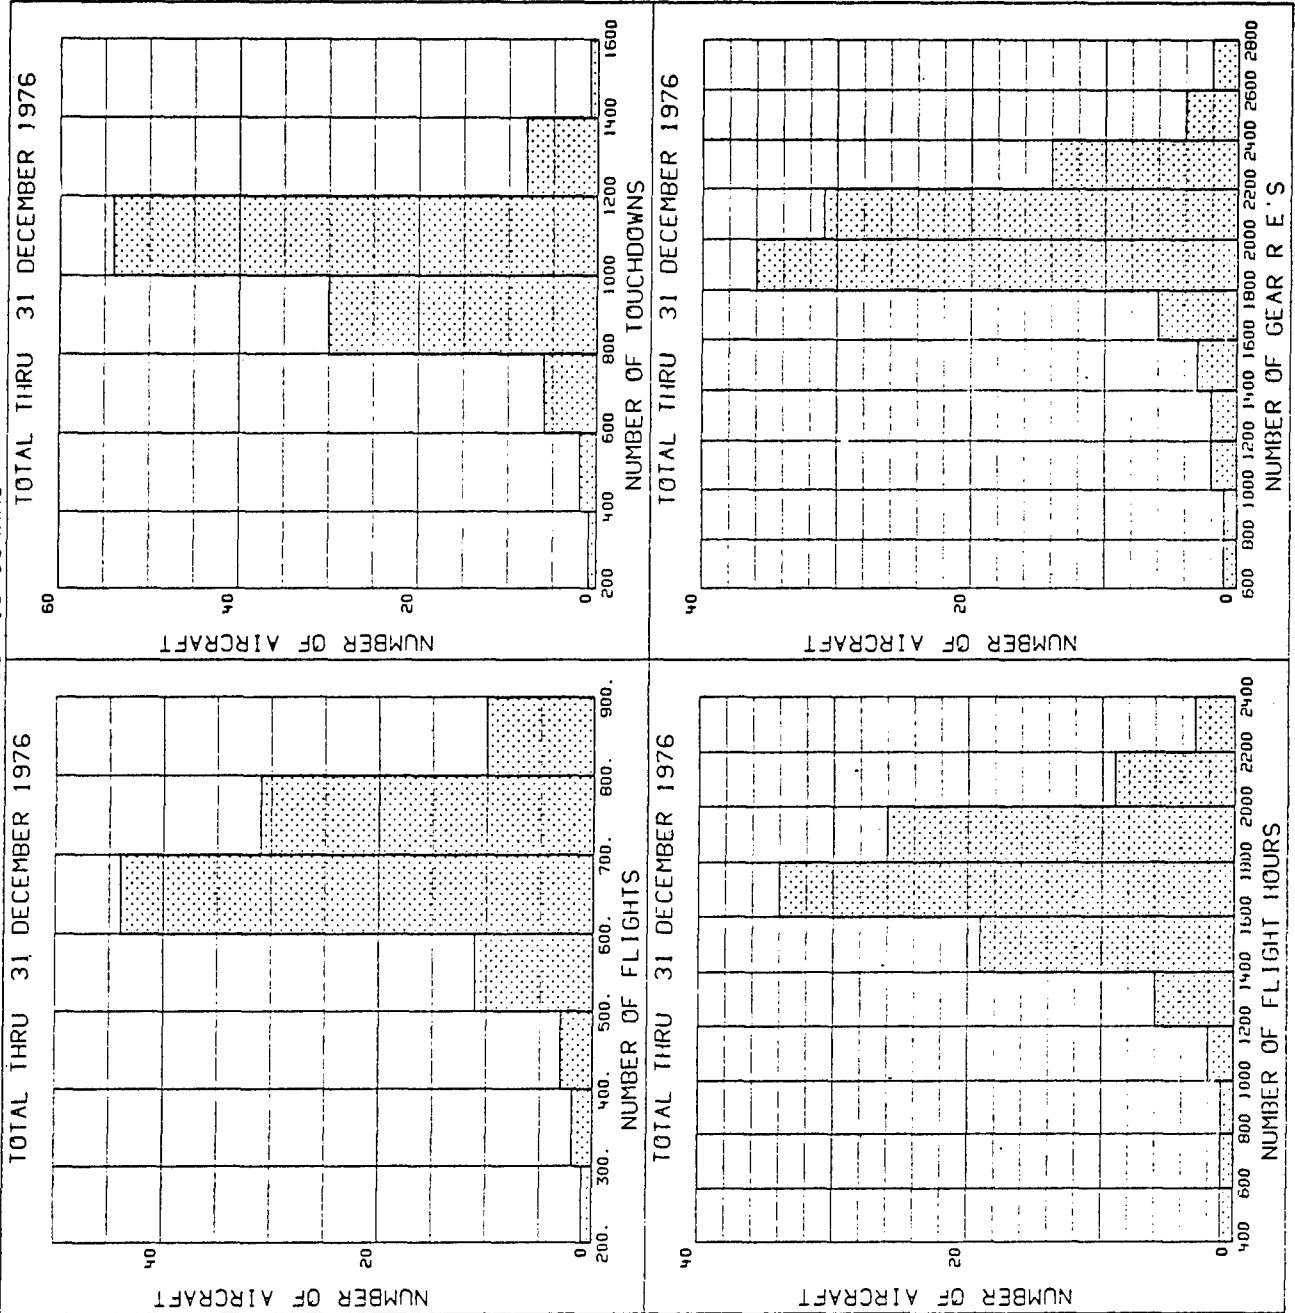 TOTAL THRU 31 DECEMBER 1976
NUMBER OF AIRCRAFT
40
20
0
200. 300. 400. 500. 600. 700. 800. 900.
NUMBER OF FLIGHTS
TOTAL THRU 31 DECEMBER 1976
NUMBER OF AIRCRAFT
60
40
20
0
200 400 600 800 1000 1200 1400 1600
NUMBER OF TOUCHDOWNS
TOTAL THRU 31 DECEMBER 1976
NUMBER OF AIRCRAFT
40
20
0
400 600 800 1000 1200 1400 1600 1800 2000 2200 2400
NUMBER OF FLIGHT HOURS
TOTAL THRU 31 DECEMBER 1976
NUMBER OF AIRCRAFT
40
20
0
600 800 1000 1200 1400 1600 1800 2000 2200 2400 2600 2800
NUMBER OF GEAR R E'S